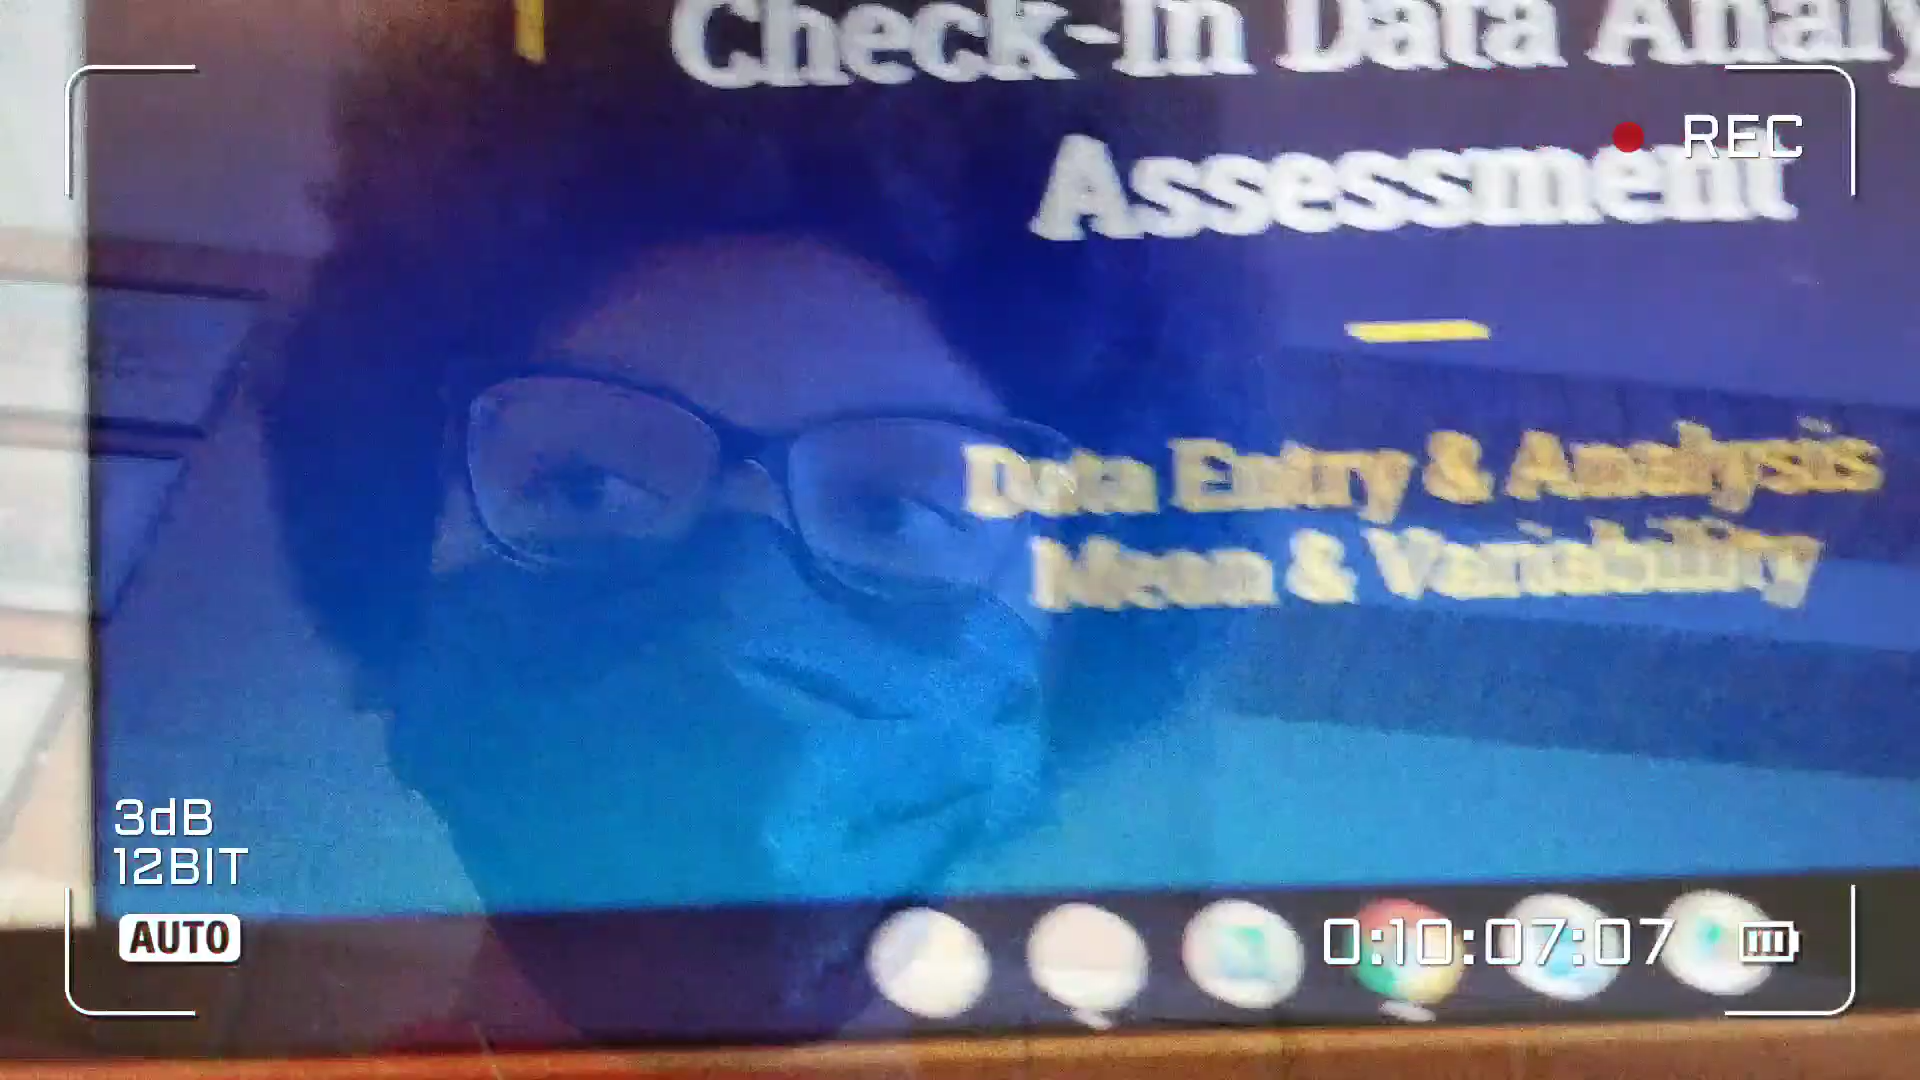 Check-In Data Analy
REC
Assessment
Data Entry & Analysis
Mean & Variability
3dB
12BIT
AUTO
0:10:07:07